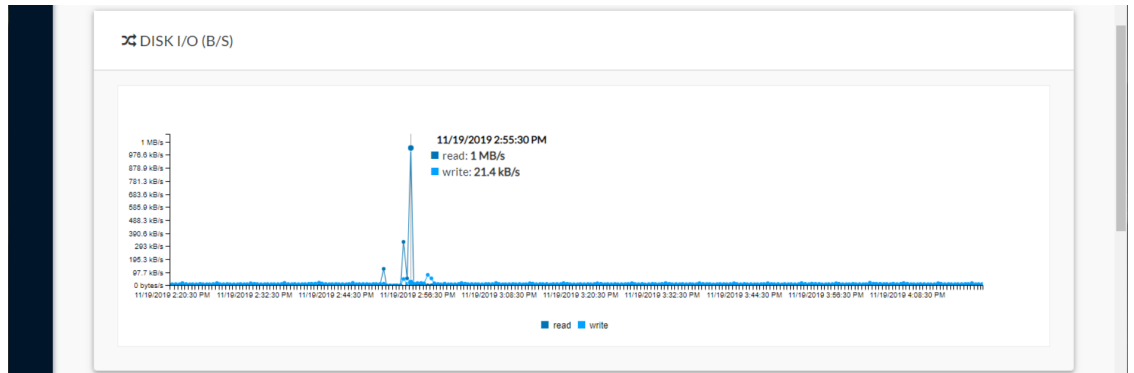 DISK I/O (B/S)
11/19/2019 2:55:30 PM
read: 1 MB/s
write: 21.4 kB/s
1 MB/s
976.6 kB/s
878.9 kB/s
781.3 kB/s
683.6 kB/s
585.9 kB/s
488.3 kB/s
390.6 kB/s
293 kB/s
195.3 kB/s
97.7 kB/s
0 bytes/s
11/19/2019 2:20:30 PM 11/19/2019 2:32:30 PM 11/19/2019 2:44:30 PM 11/19/2019 2:56:30 PM 11/19/2019 3:08:30 PM 11/19/2019 3:20:30 PM 11/19/2019 3:32:30 PM 11/19/2019 3:44:30 PM 11/19/2019 3:56:30 PM 11/19/2019 4:08:30 PM
read write